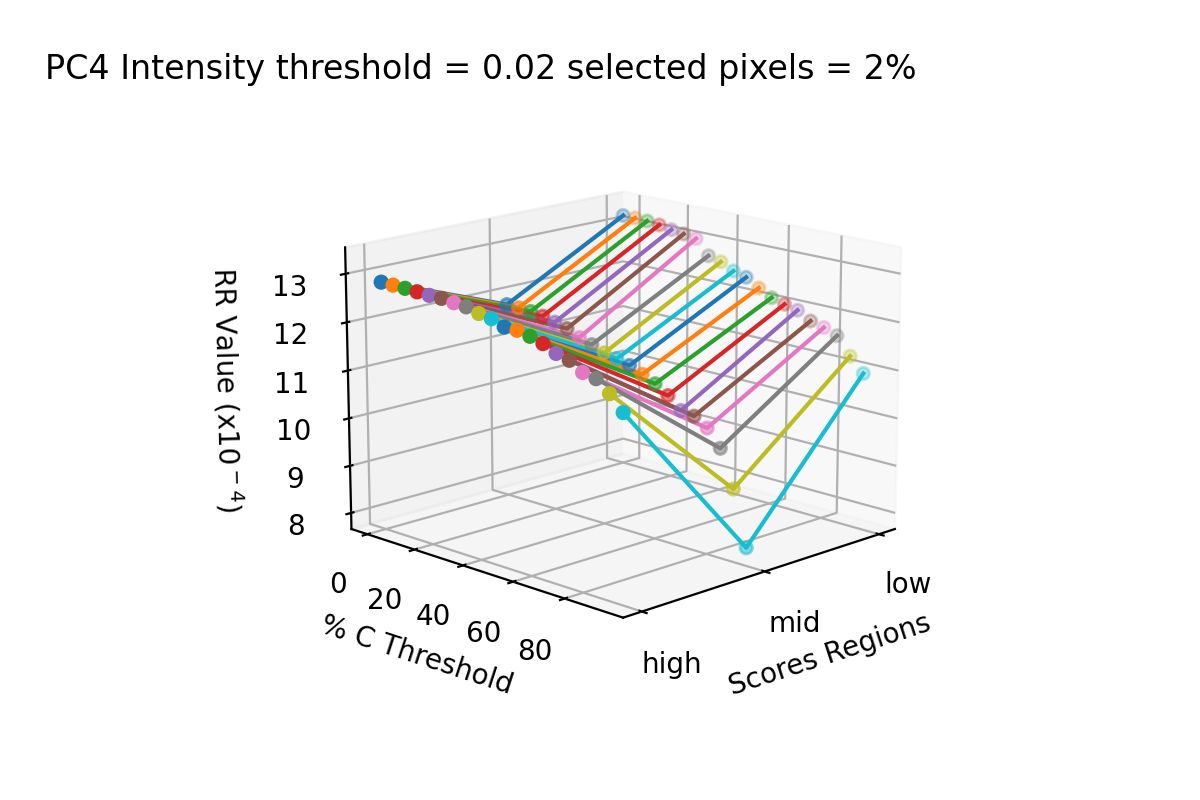 PC4 Intensity threshold = 0.02 selected pixels = 2%
13
12
11
10
9
8
RR Value (x10⁻⁴)
0
20
40
60
80
% C Threshold
high
mid
low
Scores Regions